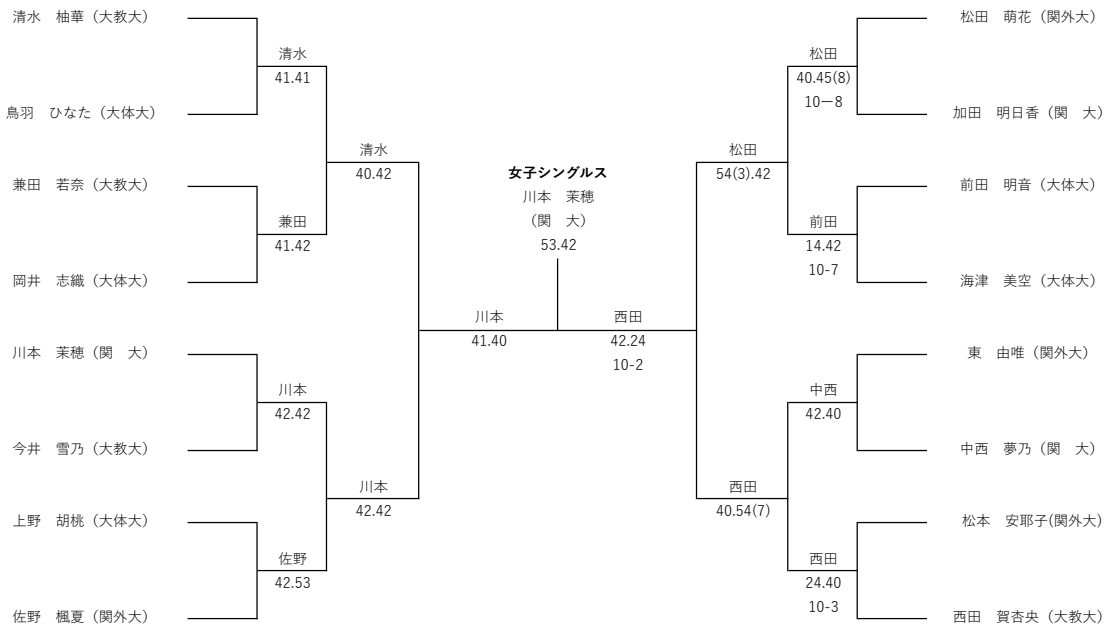 清水　柚華（大教大）
清水
41.41
鳥羽　ひなた（大体大）
清水
40.42
兼田　若奈（大教大）
兼田
41.42
岡井　志織（大体大）
川本
41.40
川本　茉穂（関　大）
川本
42.42
今井　雪乃（大教大）
川本
42.42
上野　胡桃（大体大）
佐野
42.53
佐野　楓夏（関外大）
女子シングルス
川本　茉穂
（関　大）
53.42
松田　萌花（関外大）
松田
40.45(8)
10ー8
加田　明日香（関　大）
松田
54(3).42
前田　明音（大体大）
前田
14.42
10-7
海津　美空（大体大）
西田
42.24
10-2
東　由唯（関外大）
中西
42.40
中西　夢乃（関　大）
西田
40.54(7)
松本　安耶子(関外大）
西田
24.40
10-3
西田　賀杏央（大教大）